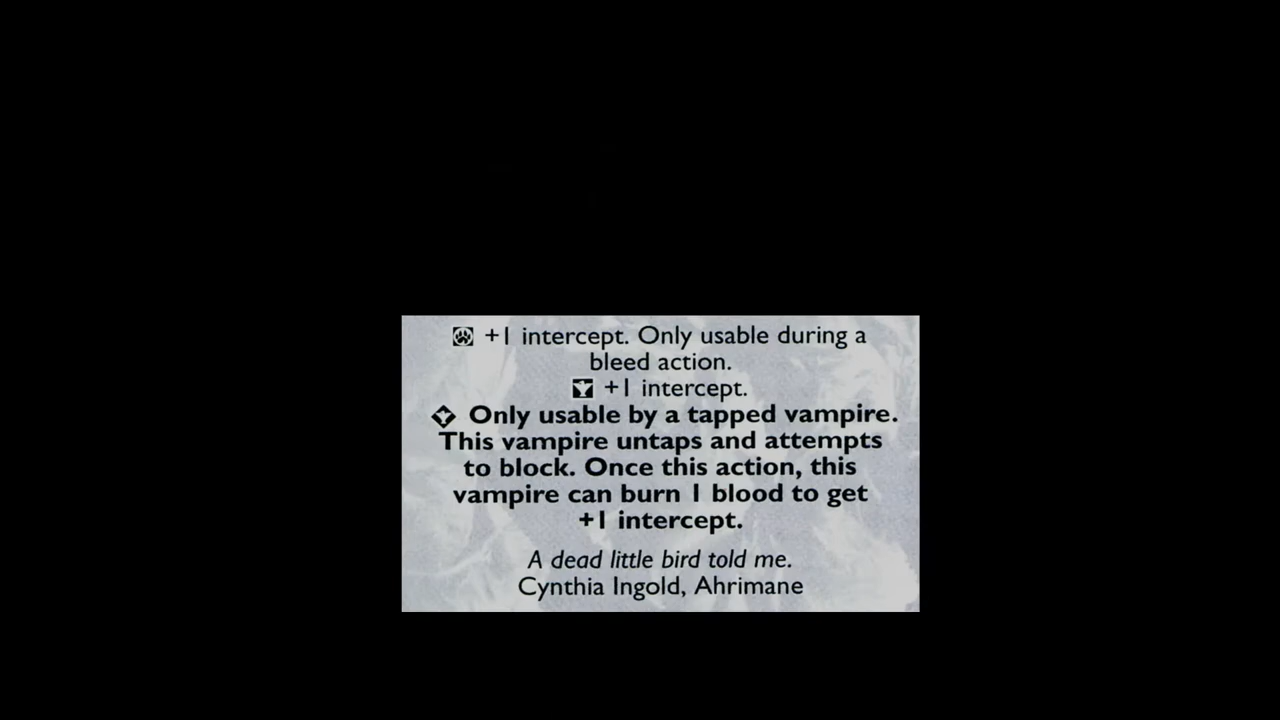 +1 intercept. Only usable during a
bleed action.
+1 intercept.
Only usable by a tapped vampire.
This vampire untaps and attempts
to block. Once this action, this
vampire can burn 1 blood to get
+1 intercept.
A dead little bird told me.
Cynthia Ingold, Ahrimane